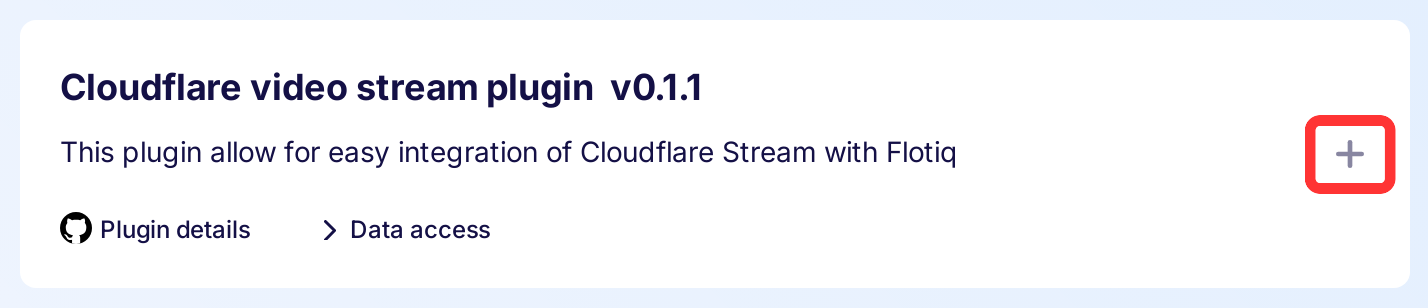 Cloudflare video stream plugin v0.1.1
This plugin allow for easy integration of Cloudflare Stream with Flotiq
Plugin details
Data access